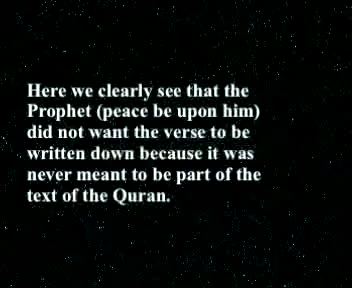 Here we clearly see that the
Prophet (peace be upon him)
did not want the verse to be
written down because it was
never meant to be part of the
text of the Quran.